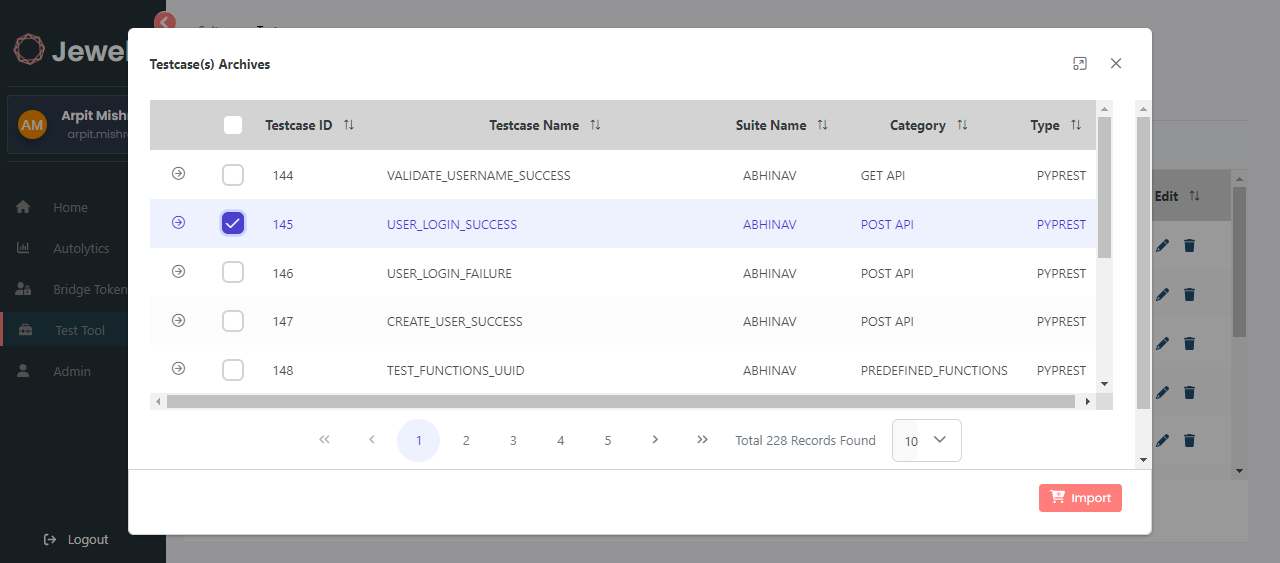 Jewel
AM
Arpit Mishr
arpit.mishr
Home
Autolytics
Bridge Token
Test Tool
Admin
Logout
Testcase(s) Archives
Testcase ID Testcase Name Suite Name Category Type
144 VALIDATE_USERNAME_SUCCESS ABHINAV GET API PYPREST
145 USER_LOGIN_SUCCESS ABHINAV POST API PYPREST
146 USER_LOGIN_FAILURE ABHINAV POST API PYPREST
147 CREATE_USER_SUCCESS ABHINAV POST API PYPREST
148 TEST_FUNCTIONS_UUID ABHINAV PREDEFINED_FUNCTIONS PYPREST
1 2 3 4 5 Total 228 Records Found 10
Import
Edit